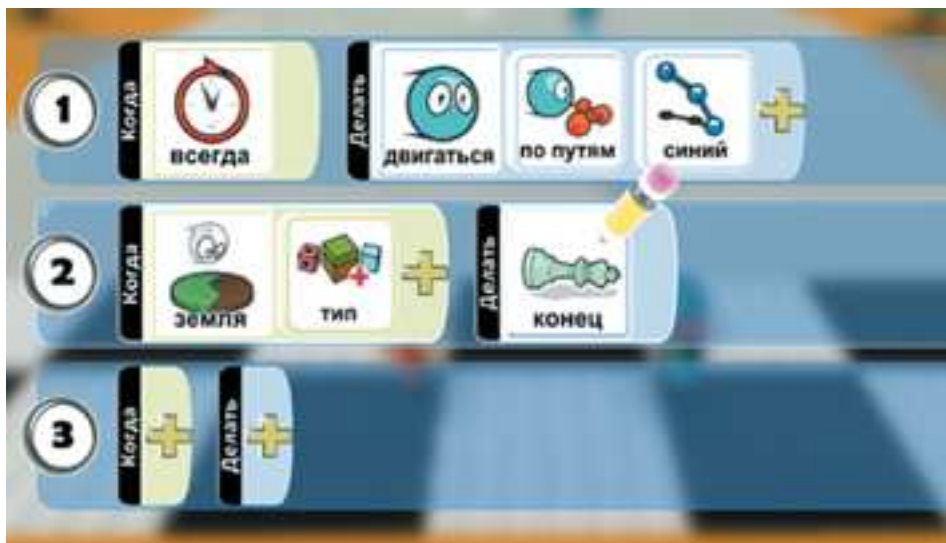 1 Когда всегда Делать двигаться по путям синий
2 Когда земля тип Делать конец
3 Когда Делать